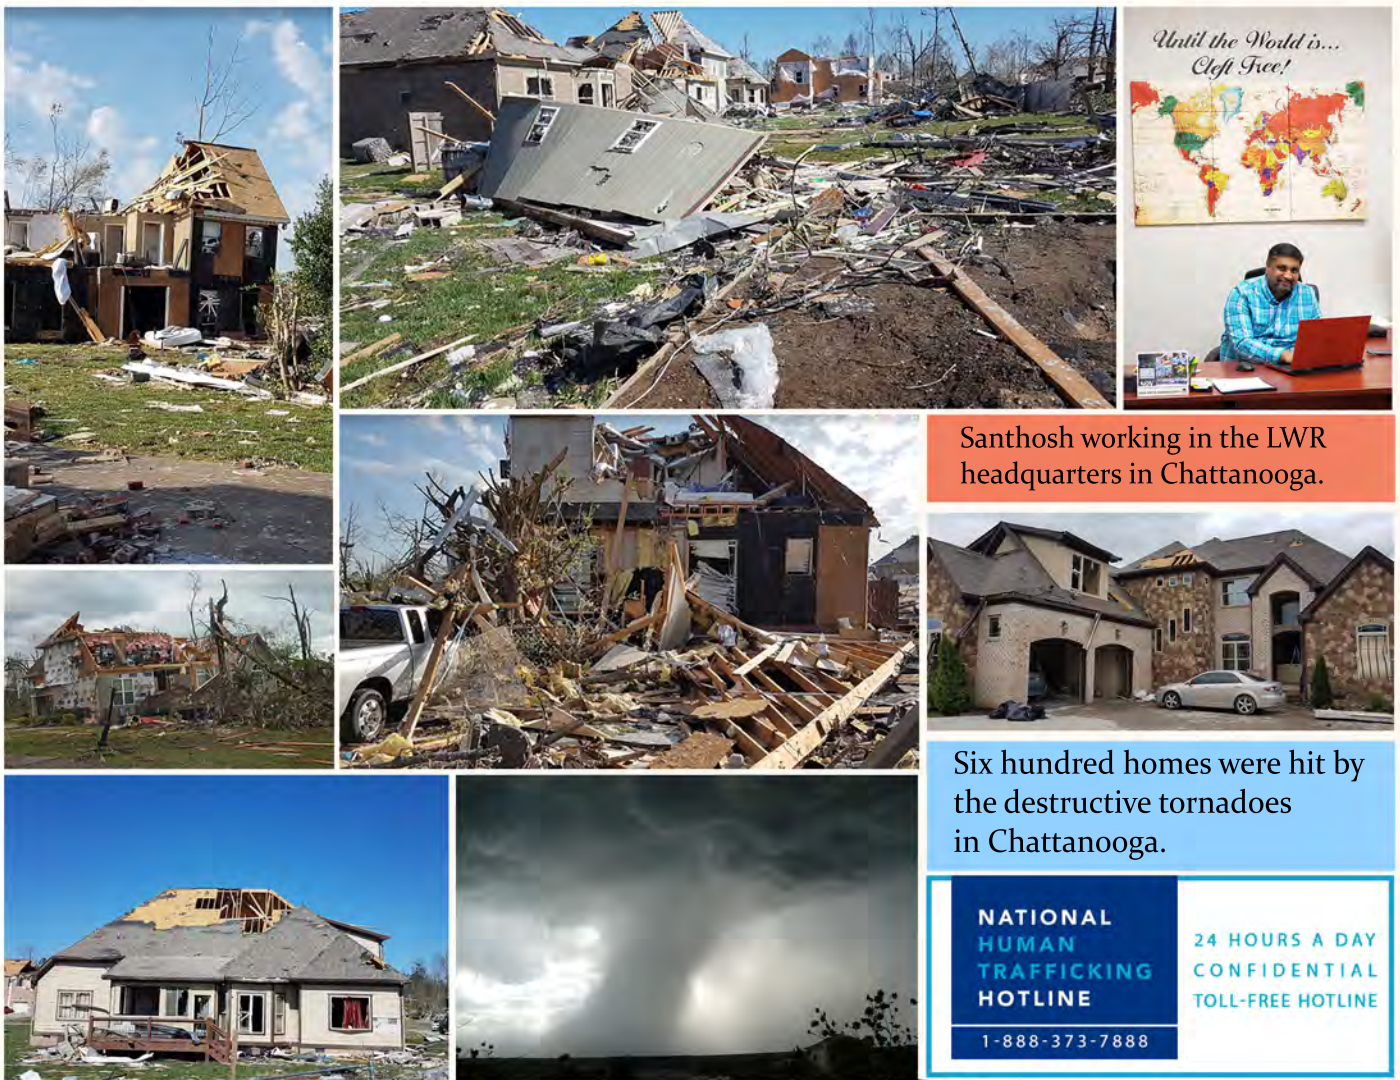 Until the World is...
Cleft Free!
Santhosh working in the LWR
headquarters in Chattanooga.
Six hundred homes were hit by
the destructive tornadoes
in Chattanooga.
NATIONAL
HUMAN
TRAFFICKING
HOTLINE
1-888-373-7888
24 HOURS A DAY
CONFIDENTIAL
TOLL-FREE HOTLINE